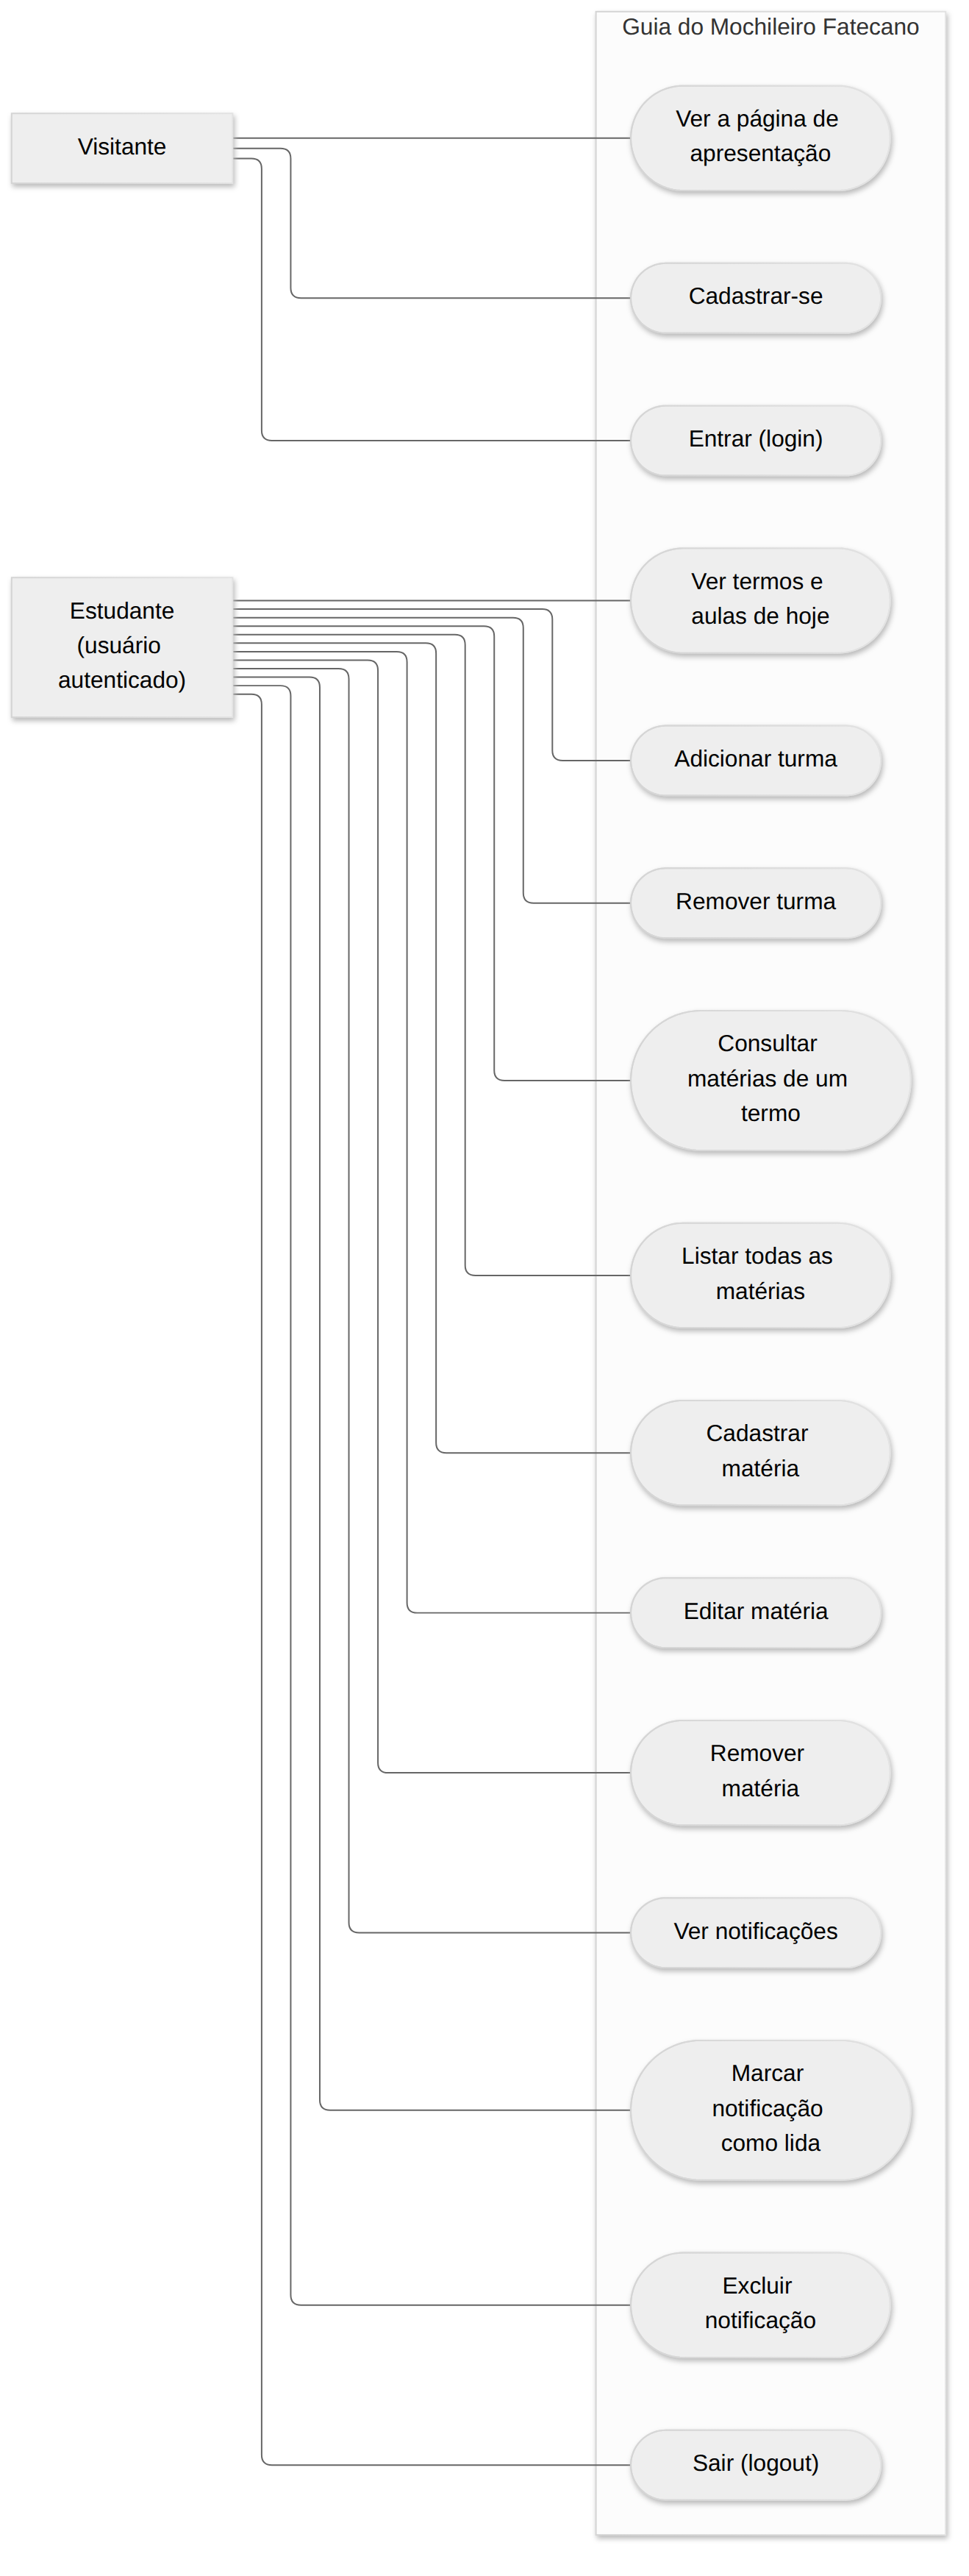 Guia do Mochileiro Fatecano
Visitante
Ver a página de
apresentação
Cadastrar-se
Entrar (login)
Estudante
(usuário
autenticado)
Ver termos e
aulas de hoje
Adicionar turma
Remover turma
Consultar
matérias de um
termo
Listar todas as
matérias
Cadastrar
matéria
Editar matéria
Remover
matéria
Ver notificações
Marcar
notificação
como lida
Excluir
notificação
Sair (logout)